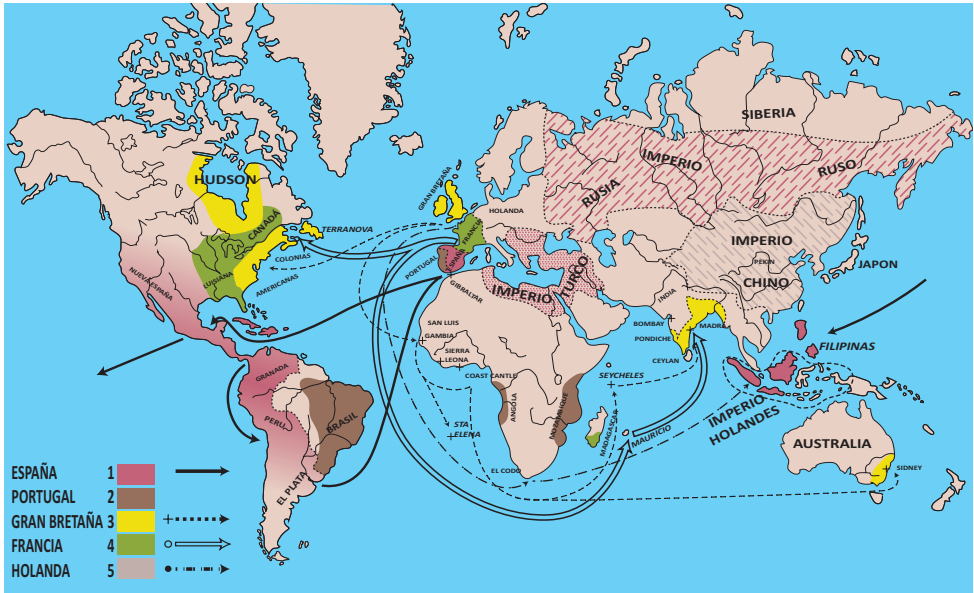 SIBERIA
IMPERIO
RUSO
RUSIA
HUDSON
GRAN BRETAÑA
HOLANDA
CANADÁ
TERRANOVA
FRANCIA
COLONIAS
AMERICANAS
LUISIANA
PORTUGAL
ESPAÑA
GIBRALTAR
IMPERIO
TURCO
IMPERIO
PEKIN
CHINO
JAPON
NUEVA ESPAÑA
INDIA
SAN LUIS
GAMBIA
BOMBAY
MADRÁ
PONDICHE
SIERRA
LEONA
CEYLAN
FILIPINAS
GRANADA
COAST CANTLE
SEYCHELES
PERU
BRASIL
ANGOLA
MOZAMBIQUE
MADAGASCAR
MAURICIO
IMPERIO
HOLANDES
STA
ELENA
AUSTRALIA
EL CODO
SIDNEY
EL PLATA
ESPAÑA 1
PORTUGAL 2
GRAN BRETAÑA 3
FRANCIA 4
HOLANDA 5